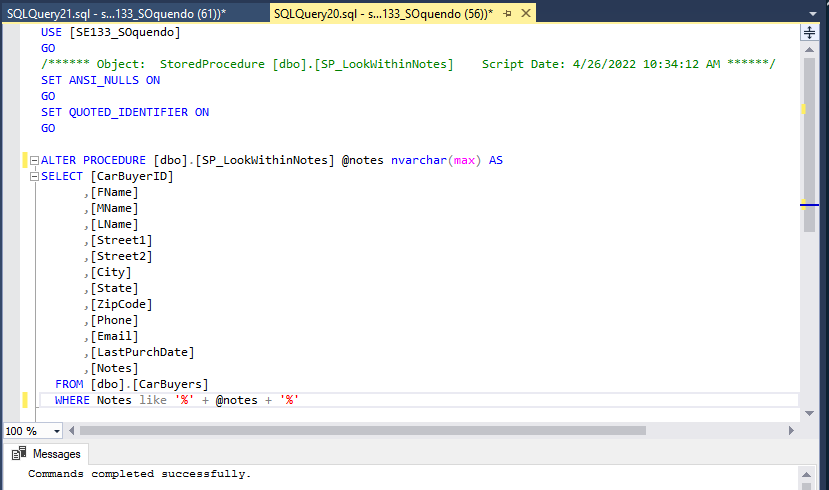 SQLQuery21.sql - s...133_SOquendo (61))* SQLQuery20.sql - s...133_SOquendo (56))*
USE [SE133_SOquendo]
GO
/****** Object:  StoredProcedure [dbo].[SP_LookWithinNotes]    Script Date: 4/26/2022 10:34:12 AM ******/
SET ANSI_NULLS ON
GO
SET QUOTED_IDENTIFIER ON
GO
ALTER PROCEDURE [dbo].[SP_LookWithinNotes] @notes nvarchar(max) AS
SELECT [CarBuyerID]
,[FName]
,[MName]
,[LName]
,[Street1]
,[Street2]
,[City]
,[State]
,[ZipCode]
,[Phone]
,[Email]
,[LastPurchDate]
,[Notes]
FROM [dbo].[CarBuyers]
WHERE Notes like '%' + @notes + '%'
100 %
Messages
Commands completed successfully.